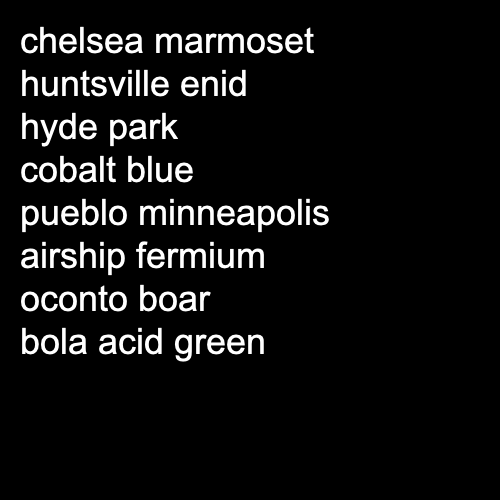 chelsea marmoset
huntsville enid
hyde park
cobalt blue
pueblo minneapolis
airship fermium
oconto boar
bola acid green